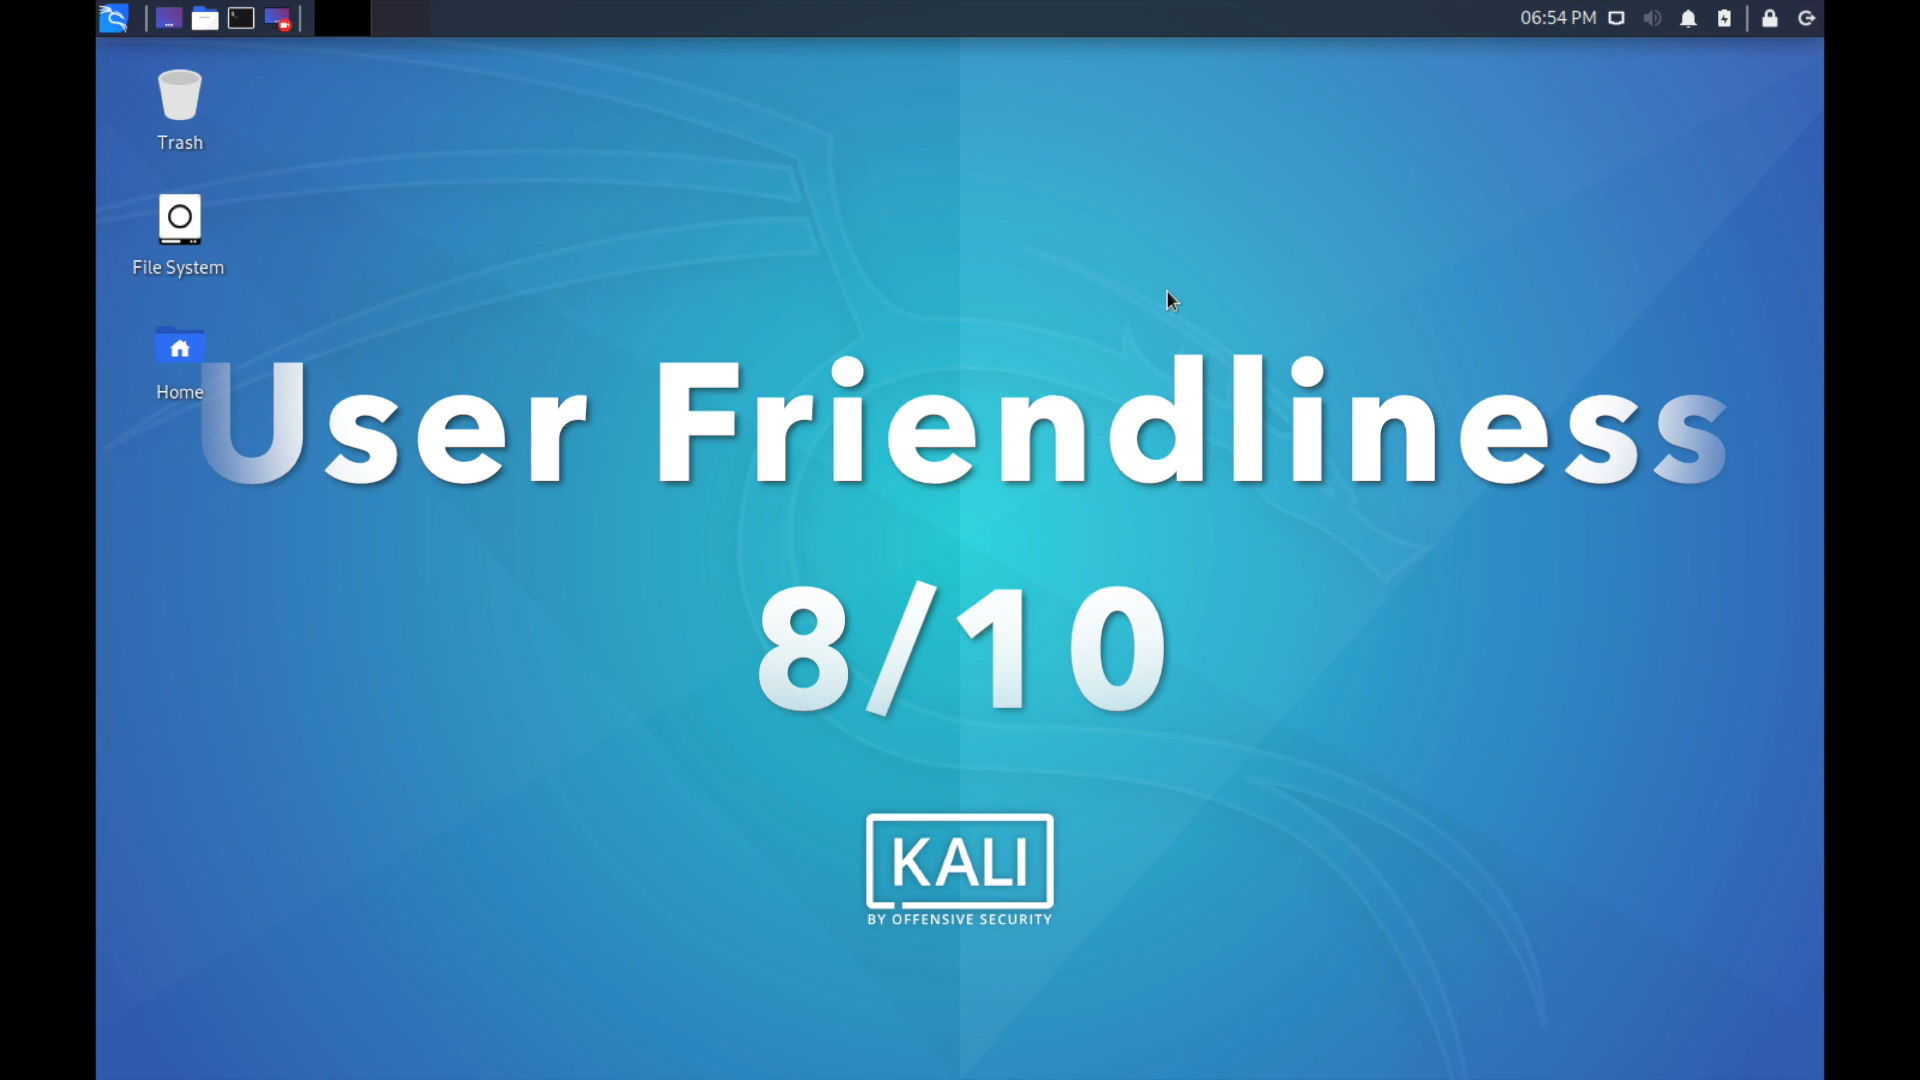 06:54 PM
Trash
File System
Home
User Friendliness
8/10
KALI
BY OFFENSIVE SECURITY